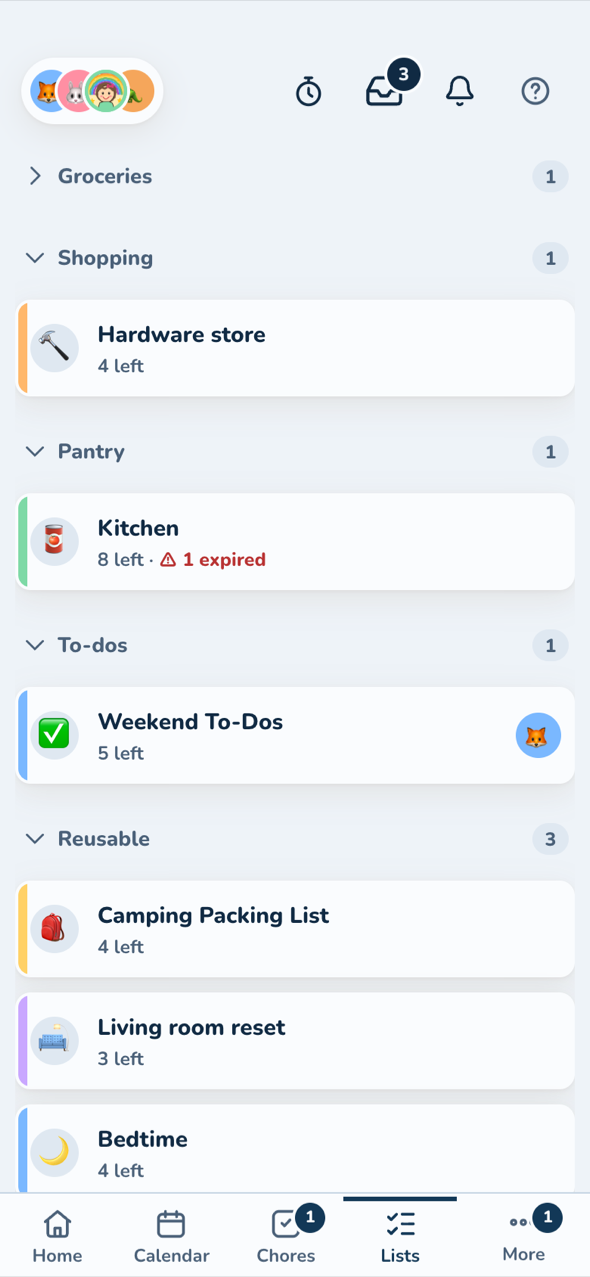 3
Groceries
1
Shopping
1
Hardware store
4 left
Pantry
1
Kitchen
8 left · 1 expired
To-dos
1
Weekend To-Dos
5 left
Reusable
3
Camping Packing List
4 left
Living room reset
3 left
Bedtime
4 left
1
1
Home
Calendar
Chores
Lists
More